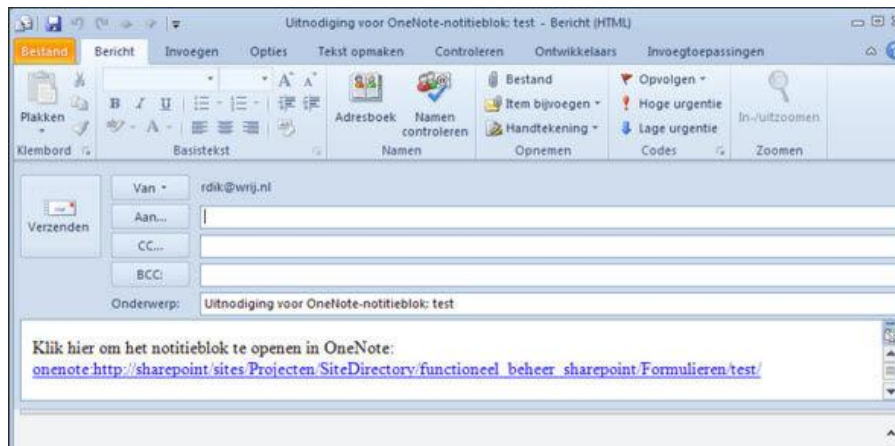 Uitnodiging voor OneNote-notitieblok: test - Bericht (HTML)
Bestand Bericht Invoegen Opties Tekst opmaken Controleren Ontwikkelaars Invoegtoepassingen
Plakken
Klembord
B I U
A
Basistekst
Adresboek
Namen controleren
Namen
Bestand
Item bijvoegen
Handtekening
Opnemen
Opvolgen
Hoge urgentie
Lage urgentie
Codes
In-/uitzoomen
Zoomen
Verzenden
Van rdik@wrij.nl
Aan...
CC...
BCC:
Onderwerp: Uitnodiging voor OneNote-notitieblok: test
Klik hier om het notitieblok te openen in OneNote:
onenote:http://sharepoint/sites/Projecten/SiteDirectory/functioneel_beheer_sharepoint/Formulieren/test/